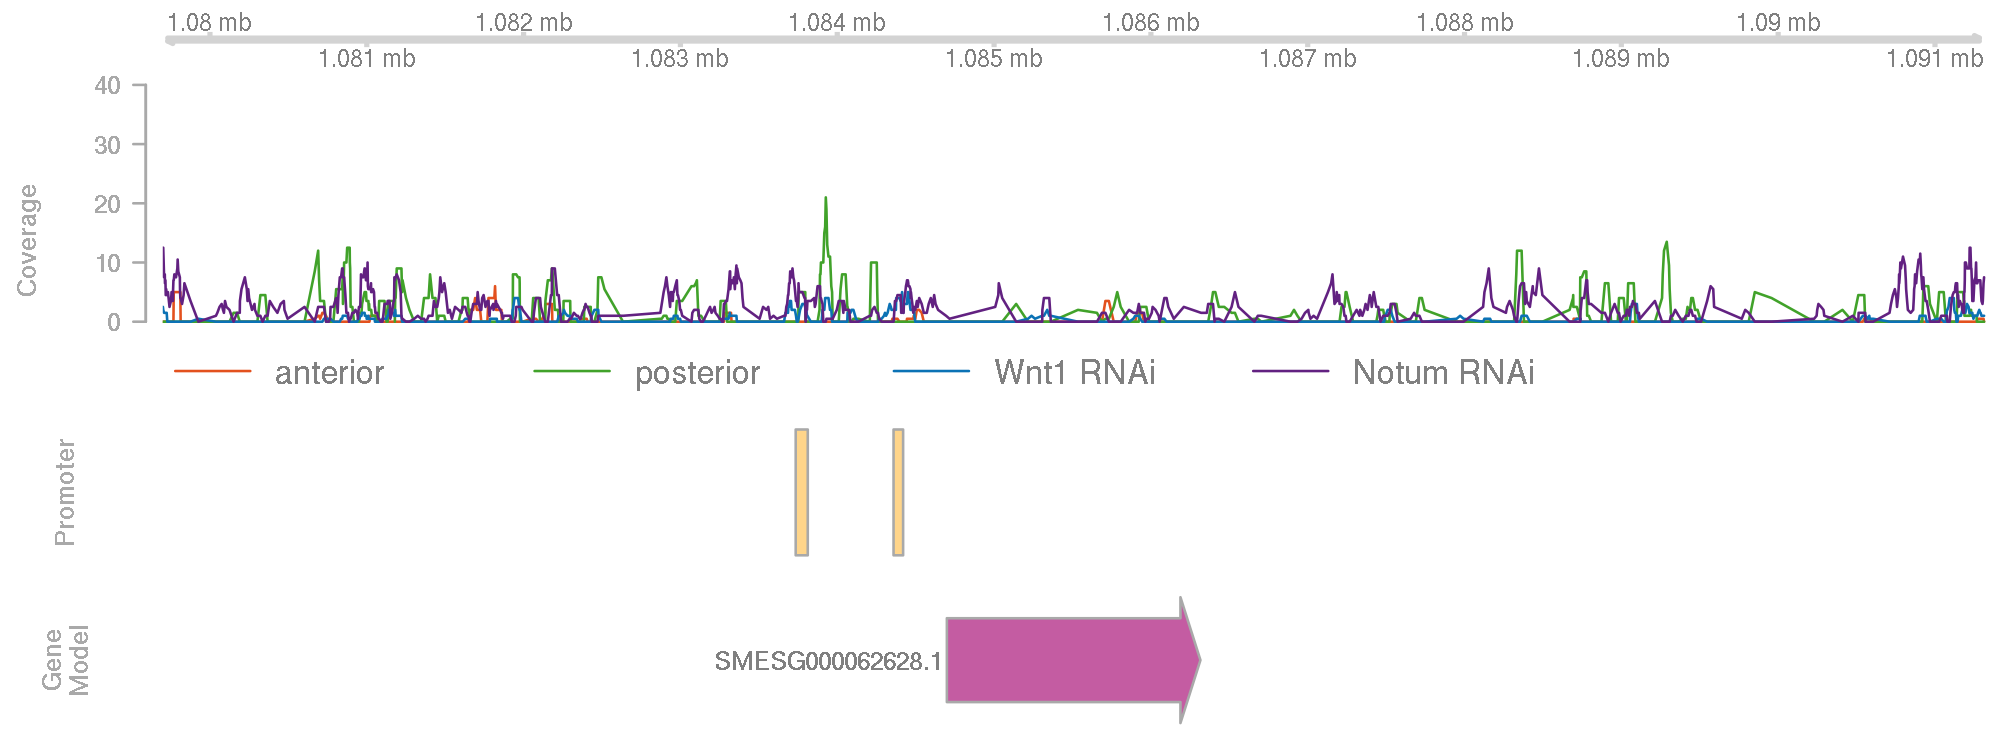 1.08 mb 1.082 mb 1.084 mb 1.086 mb 1.088 mb 1.09 mb
1.081 mb 1.083 mb 1.085 mb 1.087 mb 1.089 mb 1.091 mb
40
30
20
10
0
Coverage
anterior posterior Wnt1 RNAi Notum RNAi
Promoter
Gene
Model
SMESG000062628.1